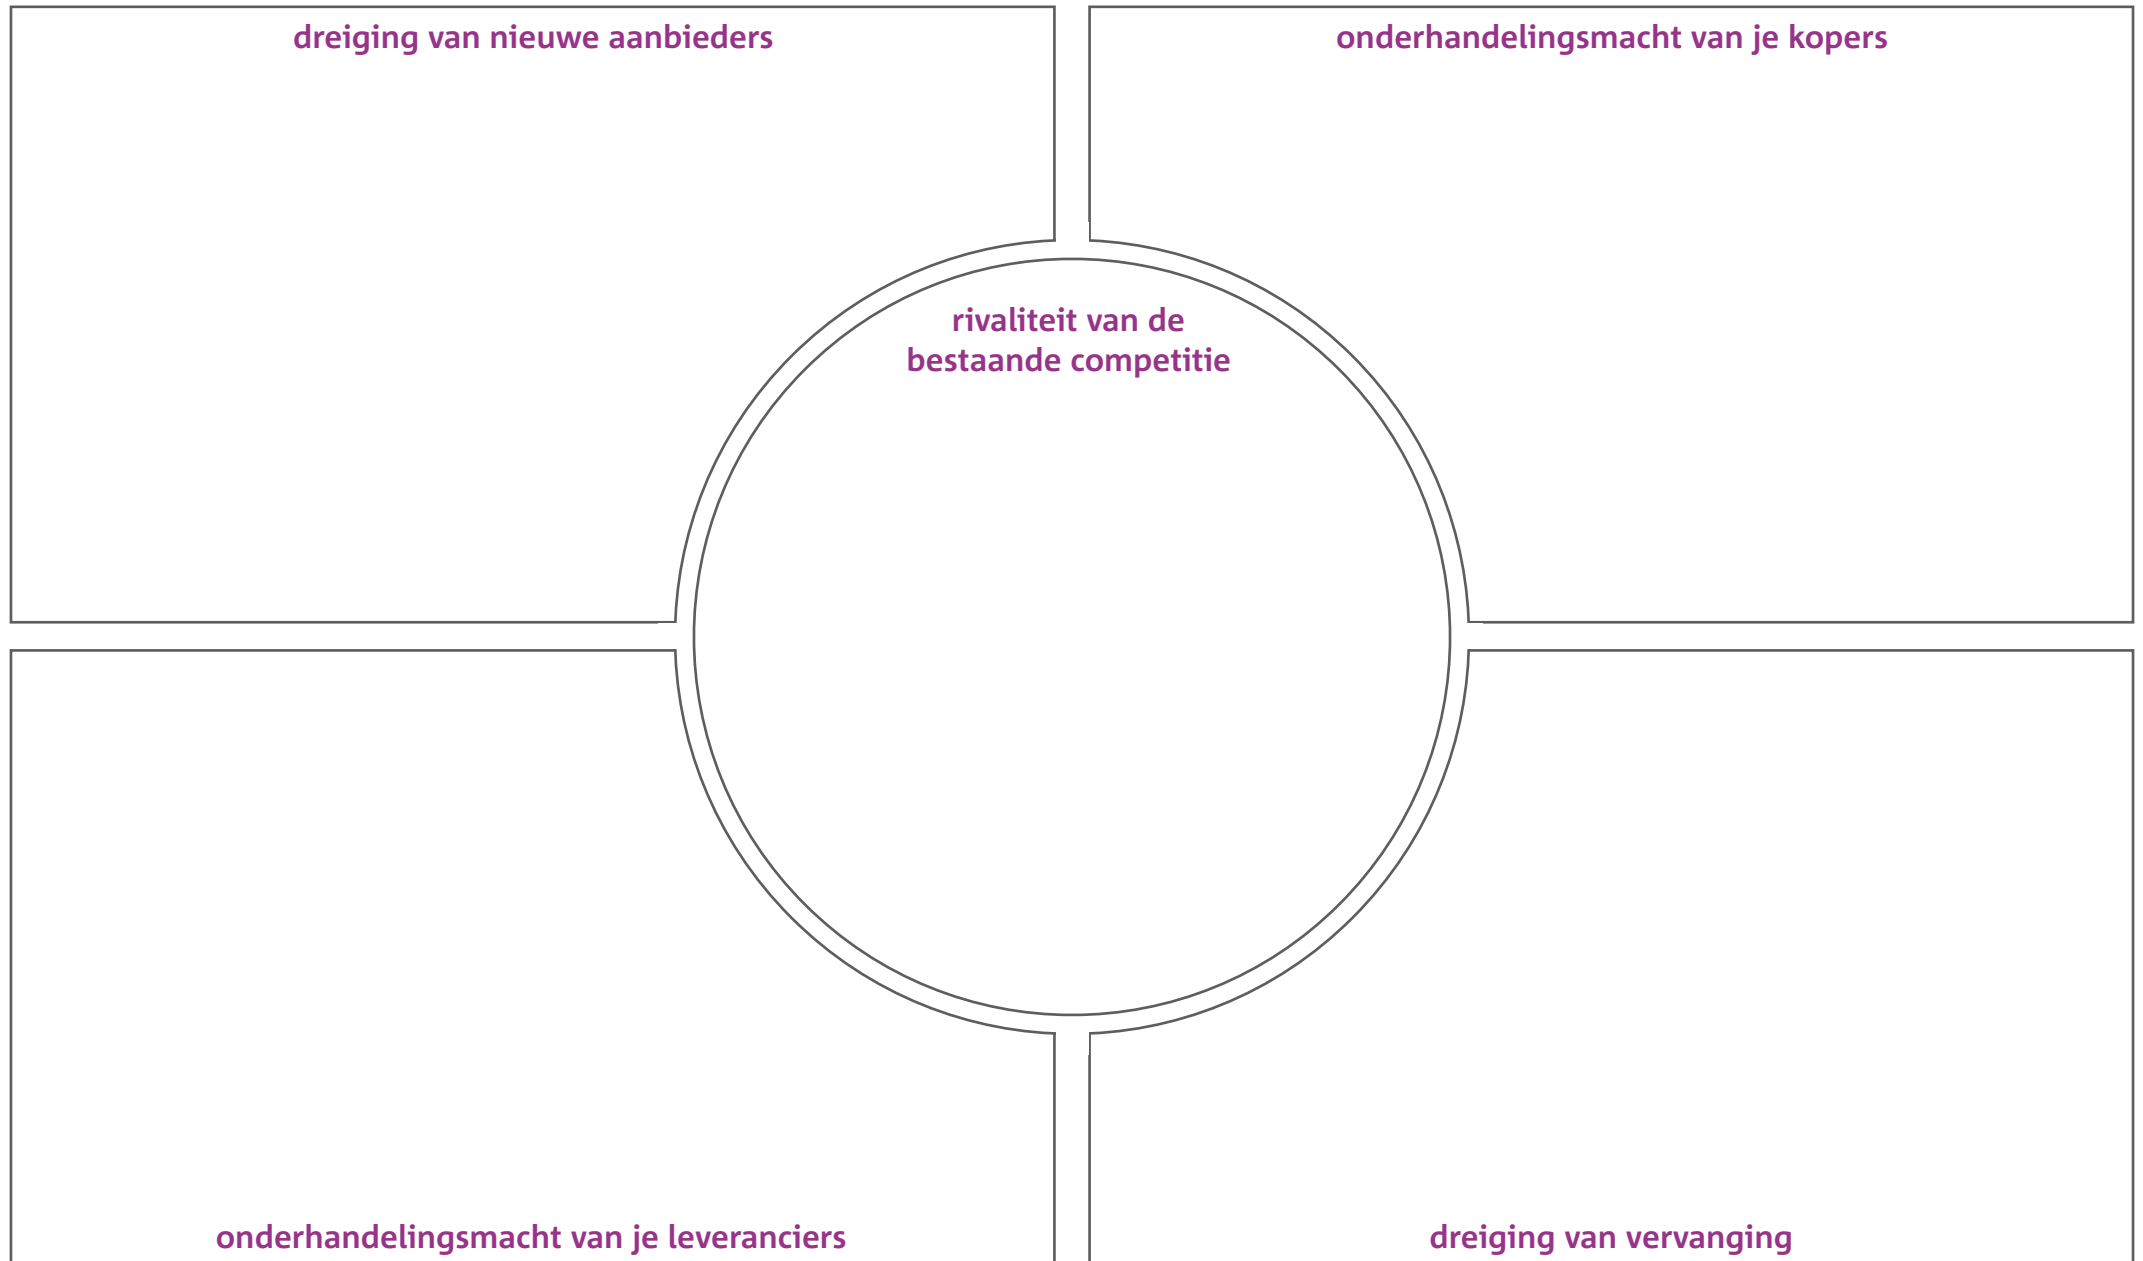 dreiging van nieuwe aanbieders
onderhandelingsmacht van je kopers
rivaliteit van de
bestaande competitie
onderhandelingsmacht van je leveranciers
dreiging van vervanging